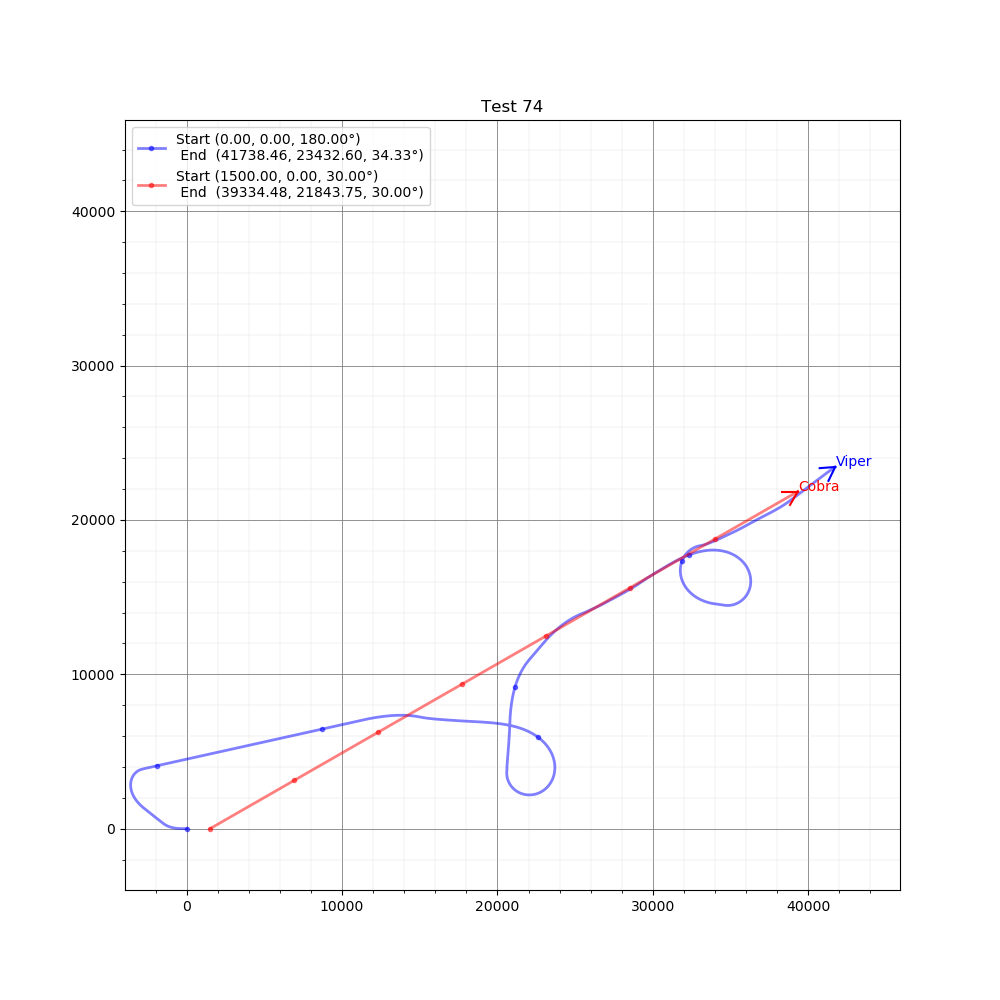 Test 74
Start (0.00, 0.00, 180.00°)
End (41738.46, 23432.60, 34.33°)
Start (1500.00, 0.00, 30.00°)
End (39334.48, 21843.75, 30.00°)
40000
30000
20000
10000
0
Viper
Cobra
0 10000 20000 30000 40000